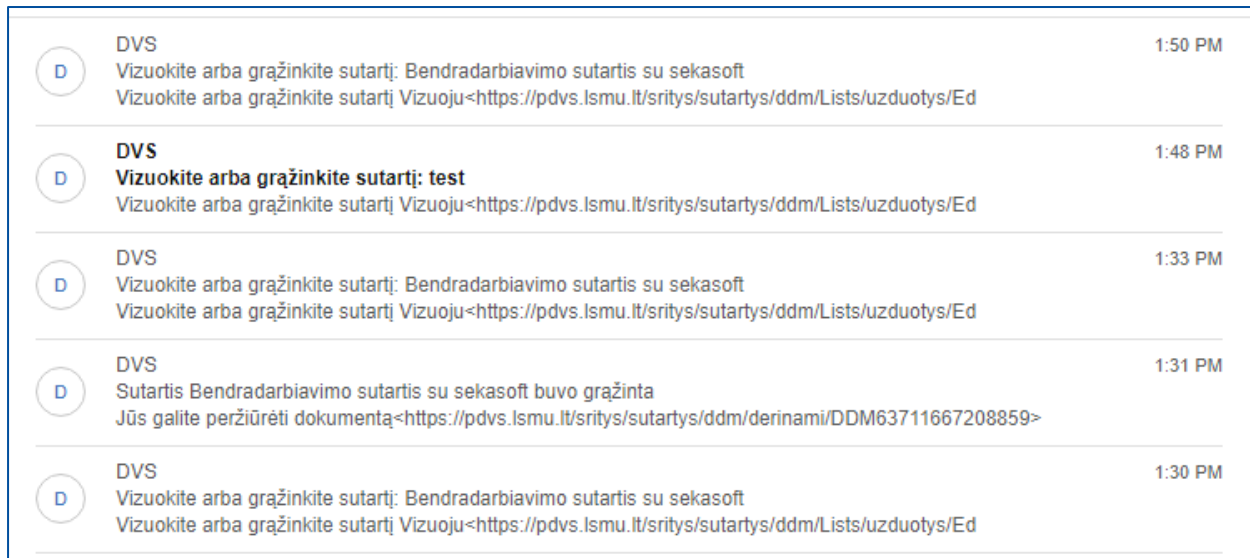 DVS 1:50 PM
D
Vizuokite arba grąžinkite sutartį: Bendradarbiavimo sutartis su sekasoft
Vizuokite arba grąžinkite sutartį Vizuoju<https://pdvs.lsmu.lt/sritys/sutartys/ddm/Lists/uzduotys/Ed
DVS 1:48 PM
D
Vizuokite arba grąžinkite sutartį: test
Vizuokite arba grąžinkite sutartį Vizuoju<https://pdvs.lsmu.lt/sritys/sutartys/ddm/Lists/uzduotys/Ed
DVS 1:33 PM
D
Vizuokite arba grąžinkite sutartį: Bendradarbiavimo sutartis su sekasoft
Vizuokite arba grąžinkite sutartį Vizuoju<https://pdvs.lsmu.lt/sritys/sutartys/ddm/Lists/uzduotys/Ed
DVS 1:31 PM
D
Sutartis Bendradarbiavimo sutartis su sekasoft buvo grąžinta
Jūs galite peržiūrėti dokumentą<https://pdvs.lsmu.lt/sritys/sutartys/ddm/derinami/DDM63711667208859>
DVS 1:30 PM
D
Vizuokite arba grąžinkite sutartį: Bendradarbiavimo sutartis su sekasoft
Vizuokite arba grąžinkite sutartį Vizuoju<https://pdvs.lsmu.lt/sritys/sutartys/ddm/Lists/uzduotys/Ed